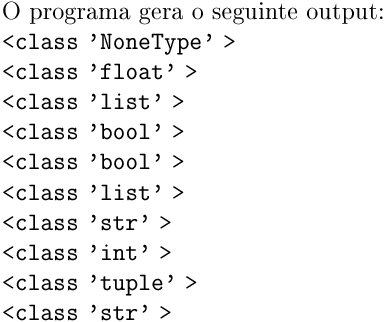 O programa gera o seguinte output:
<class ’NoneType’ >
<class ’float’ >
<class ’list’ >
<class ’bool’ >
<class ’bool’ >
<class ’list’ >
<class ’str’ >
<class ’int’ >
<class ’tuple’ >
<class ’str’ >